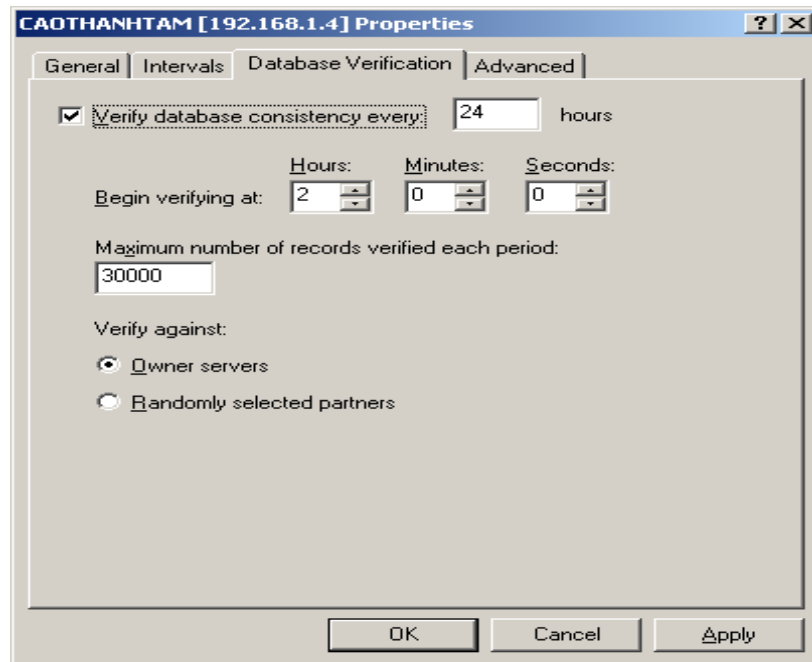 CAOTHANHTAM [192.168.1.4] Properties
General Intervals Database Verification Advanced
Verify database consistency every: 24 hours
Hours: Minutes: Seconds:
Begin verifying at: 2 0 0
Maximum number of records verified each period:
30000
Verify against:
Owner servers
Randomly selected partners
OK Cancel Apply